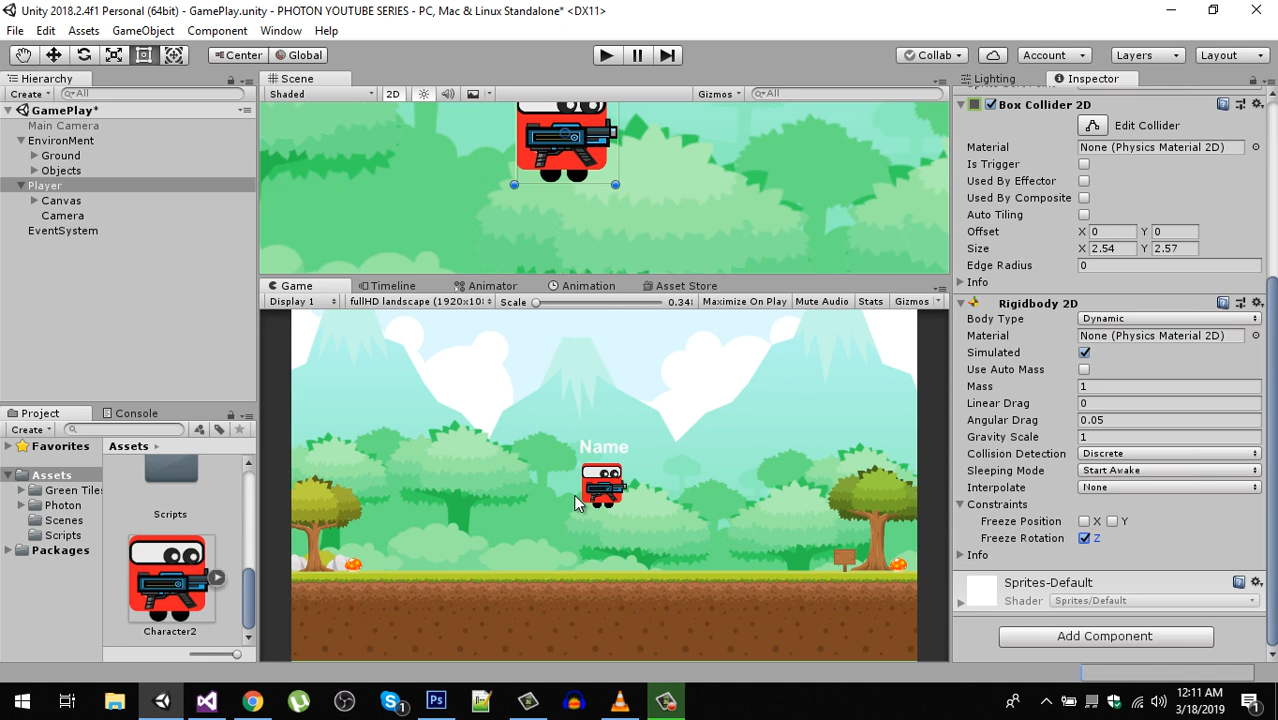 Unity 2018.2.4f1 Personal (64bit) - GamePlay.unity - PHOTON YOUTUBE SERIES - PC, Mac & Linux Standalone* <DX11>
File Edit Assets GameObject Component Window Help
Center Global Collab Account Layers Layout
Hierarchy Scene Lighting Inspector
Create All Shaded 2D Gizmos All
GamePlay*
Main Camera
EnvironMent
Ground
Objects
Player
Canvas
Camera
EventSystem
Box Collider 2D
Edit Collider
Material None (Physics Material 2D)
Is Trigger
Used By Effector
Used By Composite
Auto Tiling
Offset X 0 Y 0
Size X 2.54 Y 2.57
Edge Radius 0
Info
Game Timeline Animator Animation Asset Store
Display 1 fullHD landscape (1920x10 Scale 0.34 Maximize On Play Mute Audio Stats Gizmos
Name
Rigidbody 2D
Body Type Dynamic
Material None (Physics Material 2D)
Simulated
Use Auto Mass
Mass 1
Linear Drag 0
Angular Drag 0.05
Gravity Scale 1
Collision Detection Discrete
Sleeping Mode Start Awake
Interpolate None
Constraints
Freeze Position X Y
Freeze Rotation Z
Info
Sprites-Default
Shader Sprites/Default
Add Component
Project Console
Create
Favorites
Assets
Assets
Green Tiles
Photon
Scenes
Scripts
Packages
Scripts
Character2
12:11 AM
3/18/2019